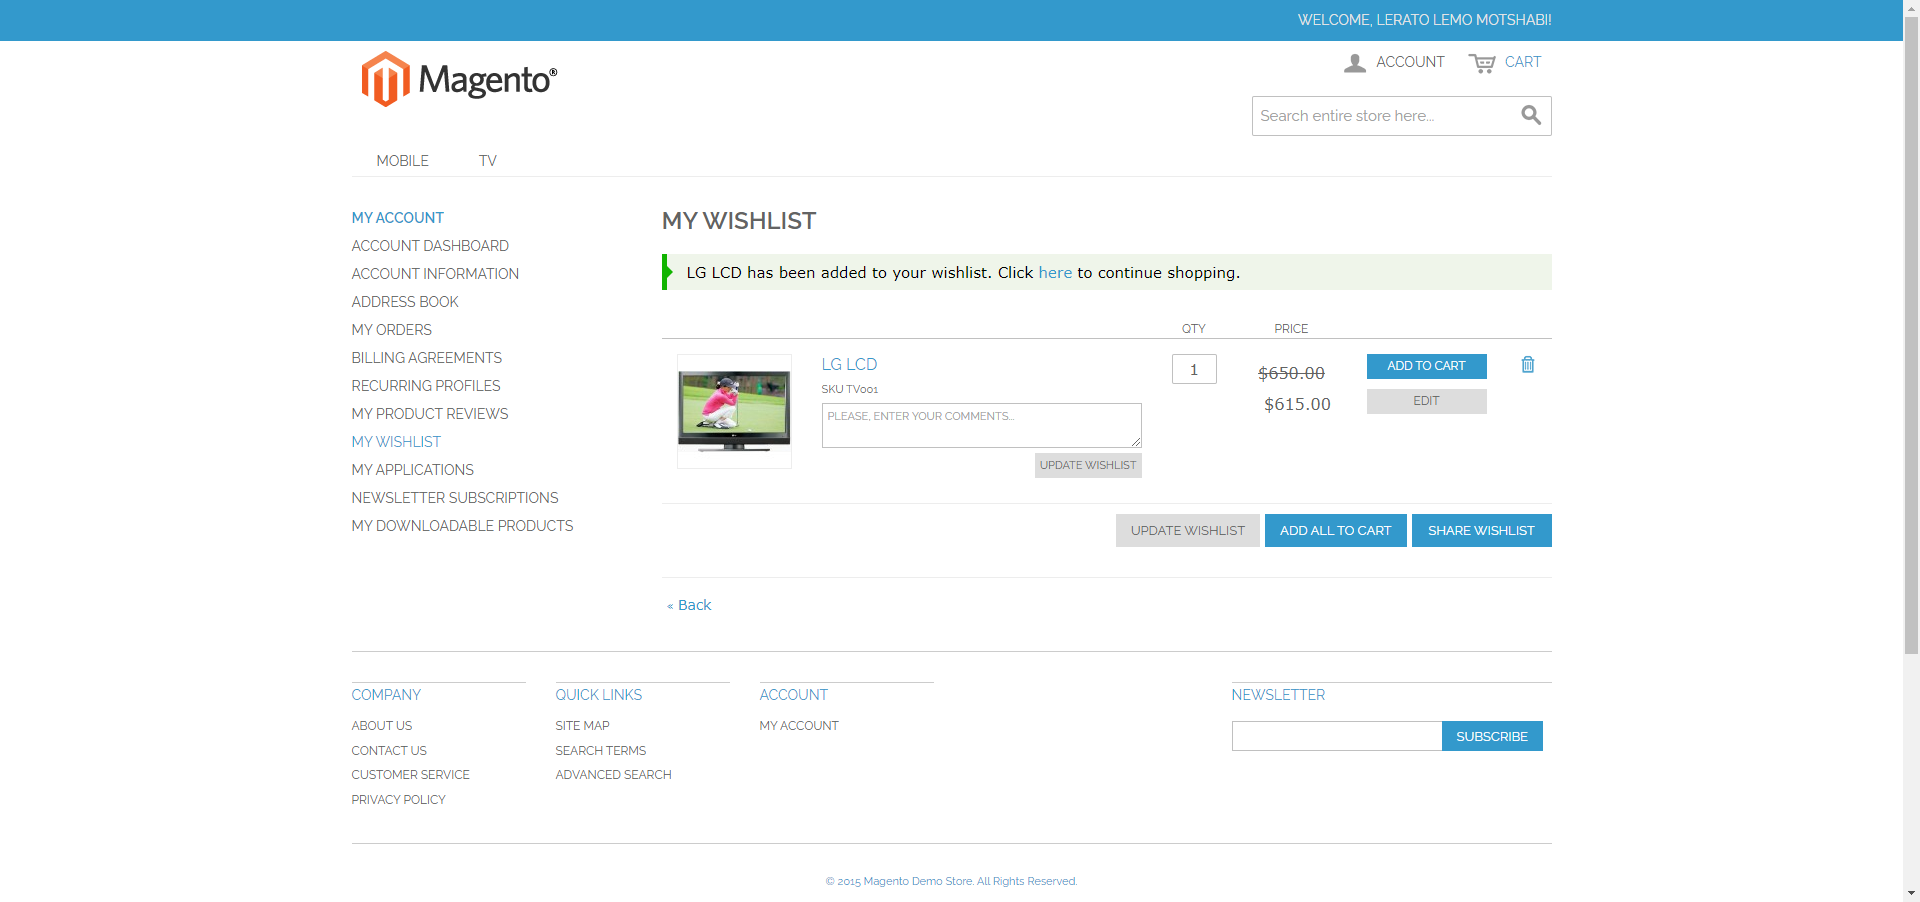 WELCOME, LERATO LEMO MOTSHABI!
Magento®
ACCOUNT
CART
Search entire store here...
MOBILE
TV
MY ACCOUNT
ACCOUNT DASHBOARD
ACCOUNT INFORMATION
ADDRESS BOOK
MY ORDERS
BILLING AGREEMENTS
RECURRING PROFILES
MY PRODUCT REVIEWS
MY WISHLIST
MY APPLICATIONS
NEWSLETTER SUBSCRIPTIONS
MY DOWNLOADABLE PRODUCTS
MY WISHLIST
LG LCD has been added to your wishlist. Click here to continue shopping.
QTY
PRICE
LG LCD
SKU TV001
PLEASE, ENTER YOUR COMMENTS...
UPDATE WISHLIST
1
$650.00
$615.00
ADD TO CART
EDIT
UPDATE WISHLIST
ADD ALL TO CART
SHARE WISHLIST
« Back
COMPANY
ABOUT US
CONTACT US
CUSTOMER SERVICE
PRIVACY POLICY
QUICK LINKS
SITE MAP
SEARCH TERMS
ADVANCED SEARCH
ACCOUNT
MY ACCOUNT
NEWSLETTER
SUBSCRIBE
© 2015 Magento Demo Store. All Rights Reserved.